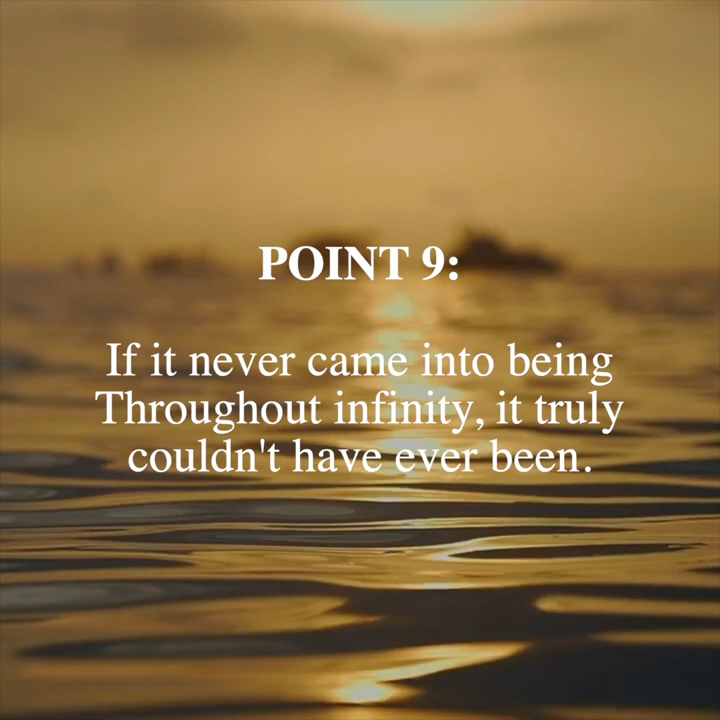 POINT 9:
If it never came into being
Throughout infinity, it truly
couldn't have ever been.